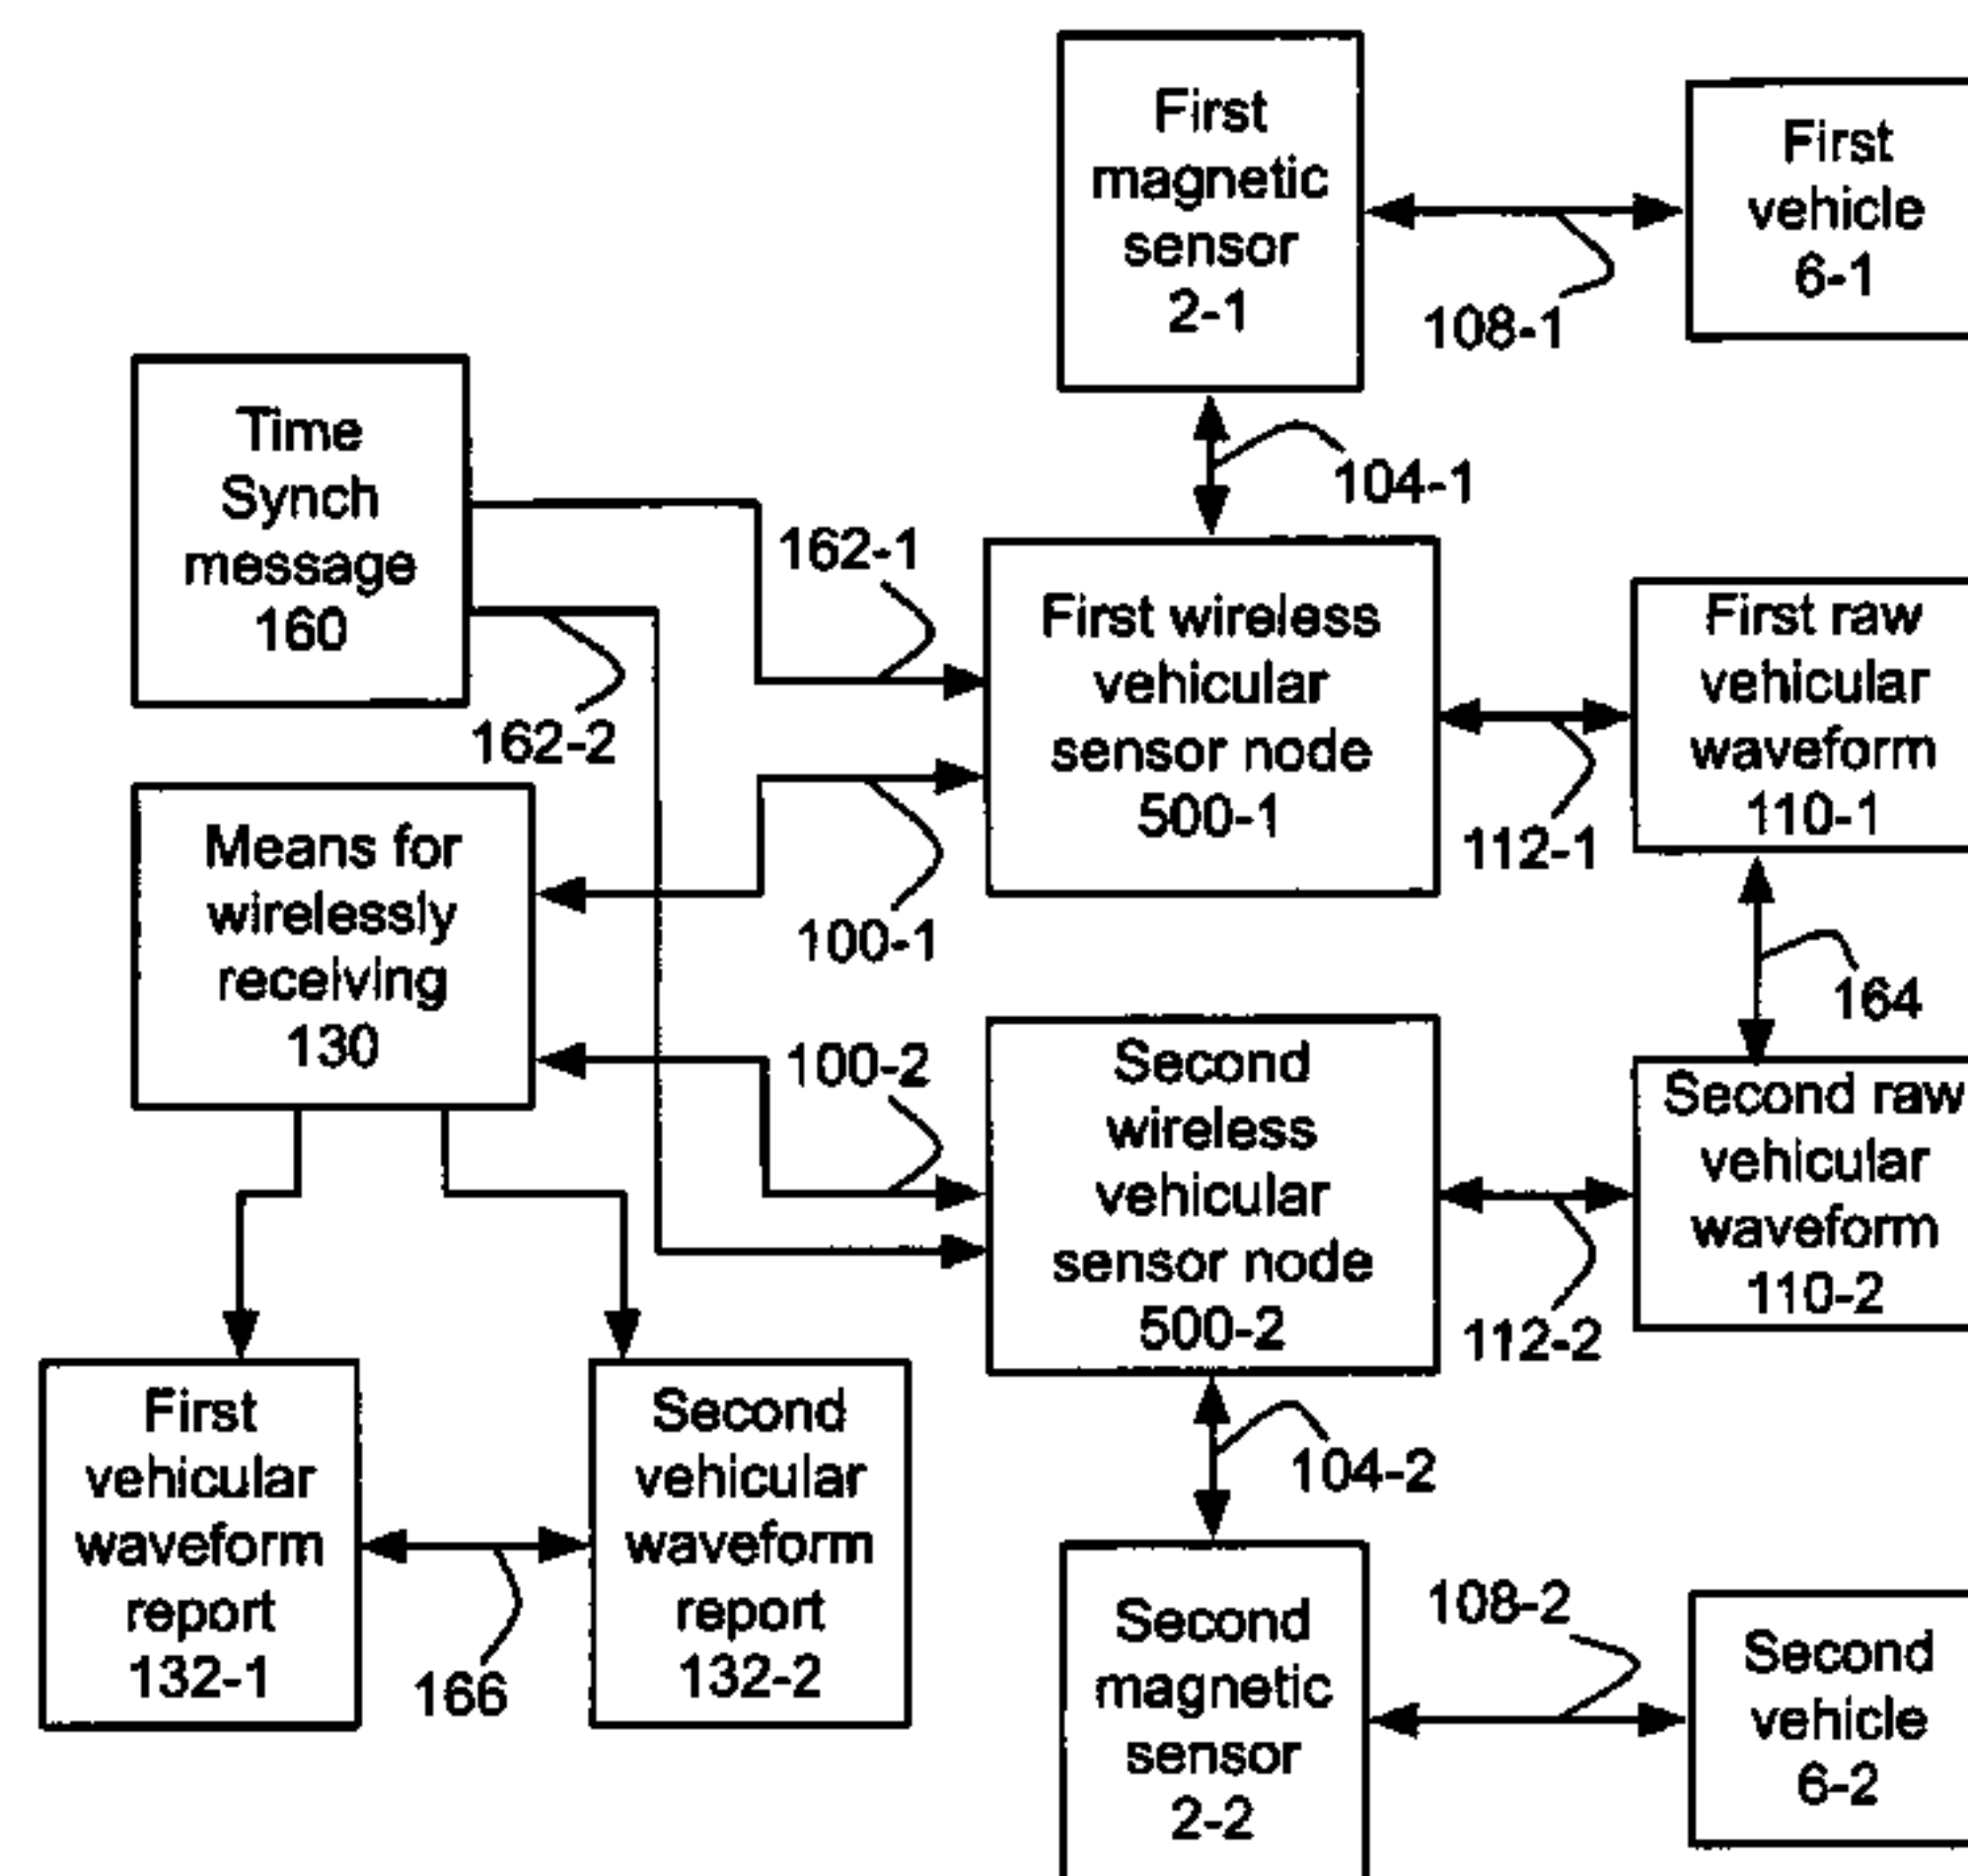 First
magnetic
sensor
2-1
First
vehicle
6-1
108-1
104-1
Time
Synch
message
160
162-1
162-2
First wireless
vehicular
sensor node
500-1
First raw
vehicular
waveform
110-1
112-1
Means for
wirelessly
receiving
130
100-1
164
100-2
Second
wireless
vehicular
sensor node
500-2
Second raw
vehicular
waveform
110-2
112-2
First
vehicular
waveform
report
132-1
166
Second
vehicular
waveform
report
132-2
104-2
Second
magnetic
sensor
2-2
108-2
Second
vehicle
6-2